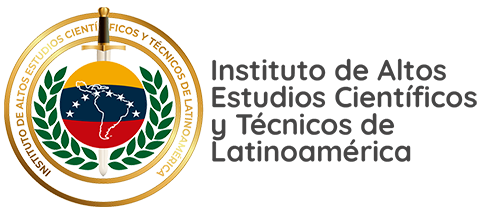 INSTITUTO DE ALTOS ESTUDIOS CIENTÍFICOS Y TÉCNICOS DE LATINOAMÉRICA
Instituto de Altos
Estudios Científicos
y Técnicos de
Latinoamérica